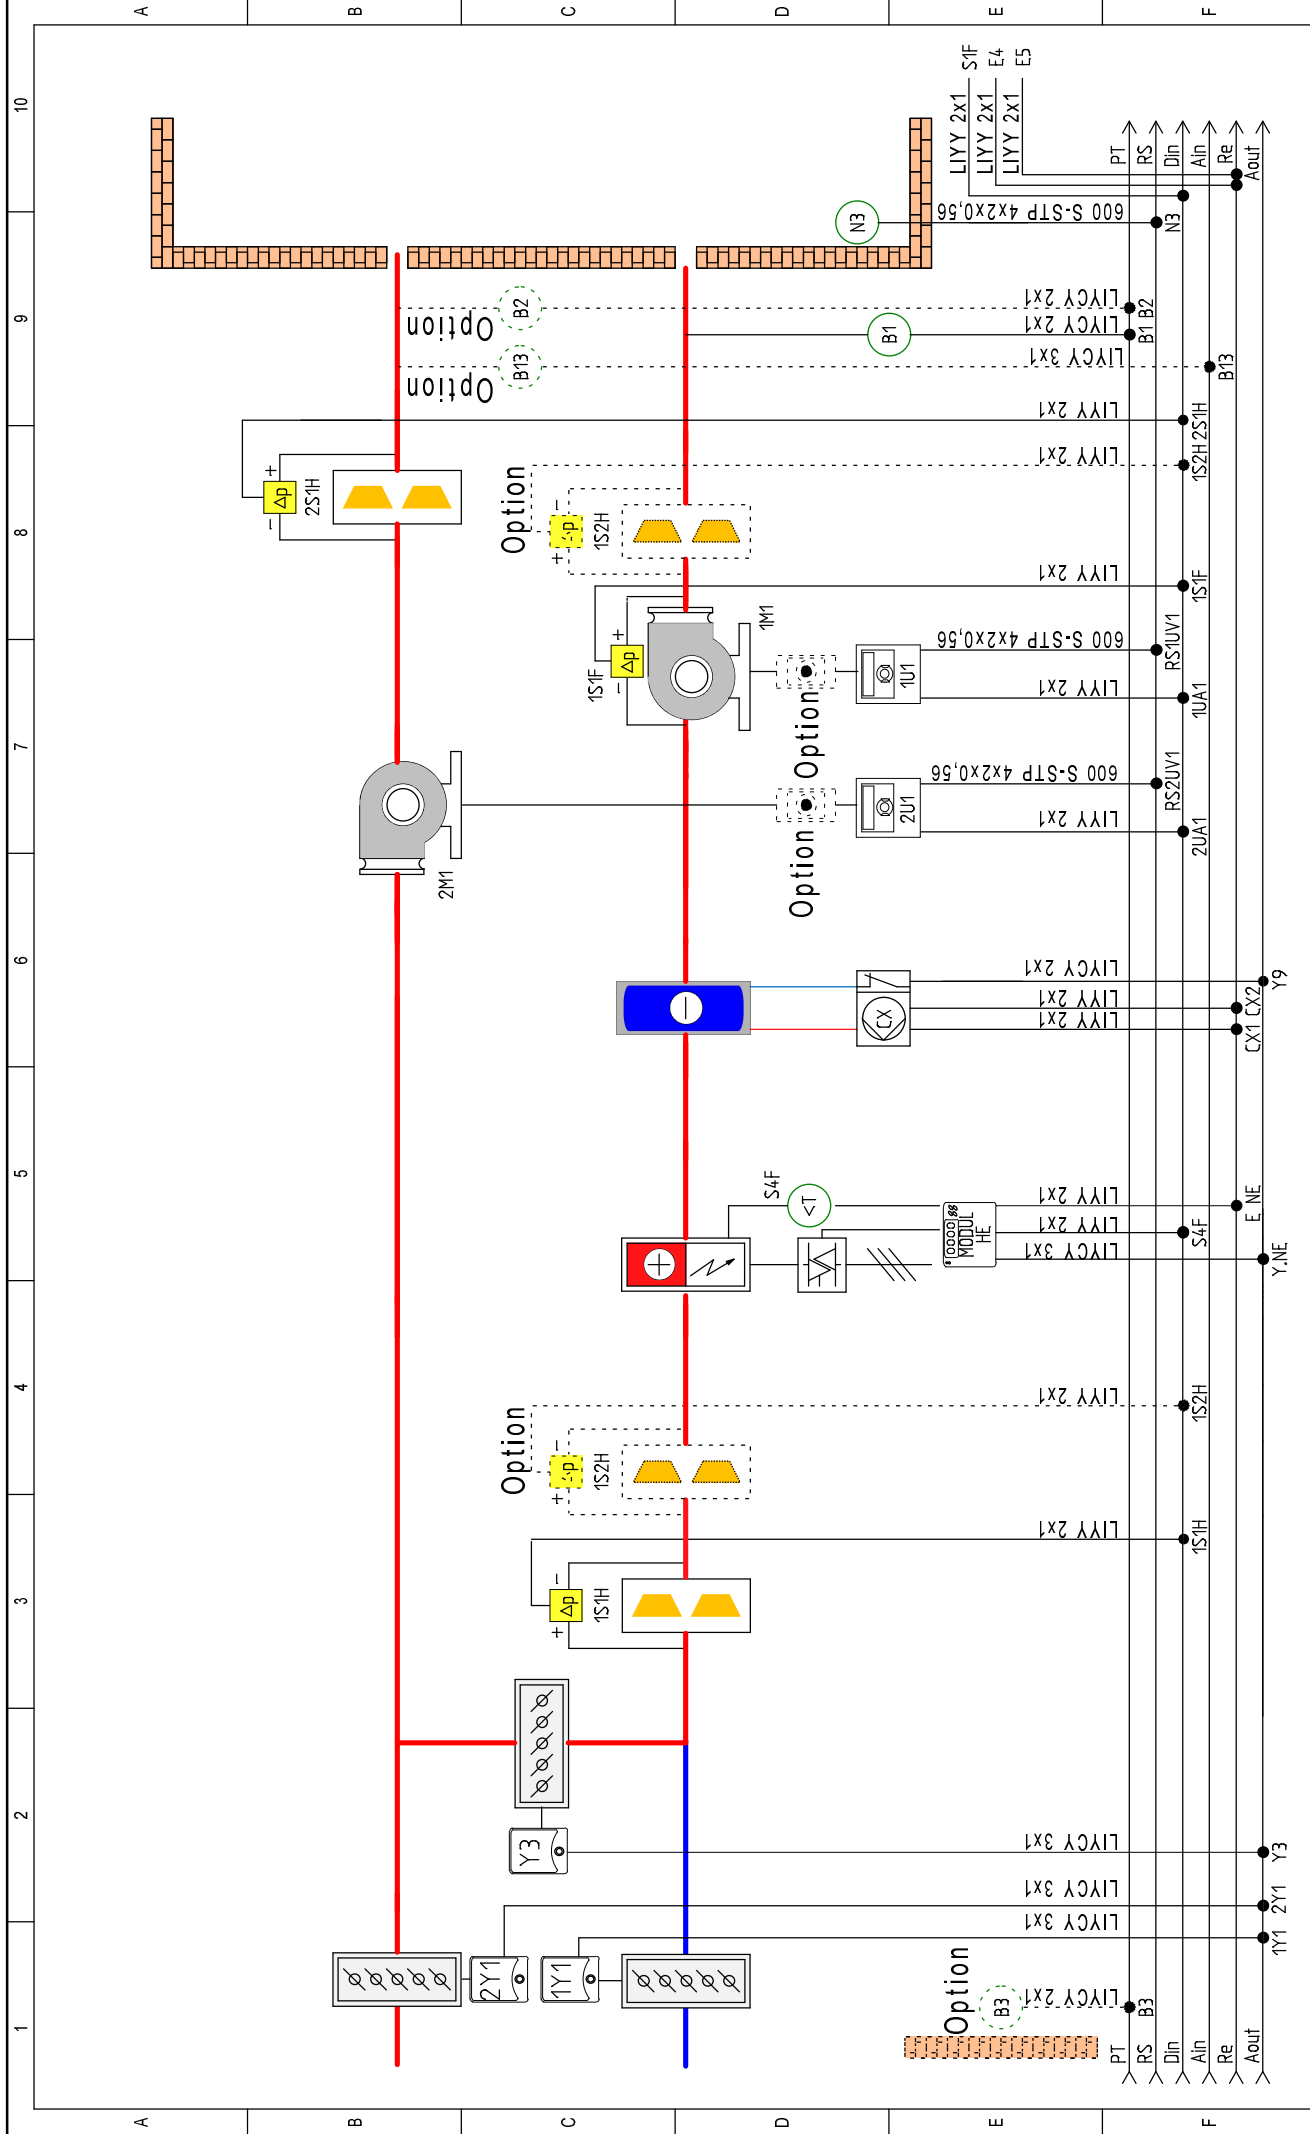 1
2
3
4
5
6
7
8
9
10
A
A
B
B
C
C
D
D
E
E
F
F
2Y1
1Y1
Y3
Option
B3
LIYCY 2x1
B3
LIYCY 3x1
1Y1
LIYCY 3x1
2Y1
LIYCY 3x1
Y3
+
Δp
−
1S1H
LIYY 2x1
1S1H
Option
+
p
−
1S2H
LIYY 2x1
1S2H
S4F
<T
MODUL
HE
0000
88
LIYCY 3x1
Y.NE
LIYY 2x1
S4F
LIYY 2x1
E_NE
CX
LIYY 2x1
CX1
LIYY 2x1
CX2
LIYCY 2x1
Y9
2M1
Option
2U1
LIYY 2x1
2UA1
600 S-STP 4x2x0,56
RS2UV1
−
Δp
+
1S1F
1M1
Option
1U1
LIYY 2x1
1UA1
600 S-STP 4x2x0,56
RS1UV1
LIYY 2x1
1S1F
Option
+
p
−
1S2H
LIYY 2x1
1S2H
−
Δp
+
2S1H
LIYY 2x1
2S1H
Option
B13
LIYCY 3x1
B13
B1
LIYCY 2x1
B1
Option
B2
LIYCY 2x1
B2
N3
600 S-STP 4x2x0,56
N3
LIYY 2x1
S1F
LIYY 2x1
E4
LIYY 2x1
E5
PT
RS
Din
Ain
Re
Aout
PT
RS
Din
Ain
Re
Aout